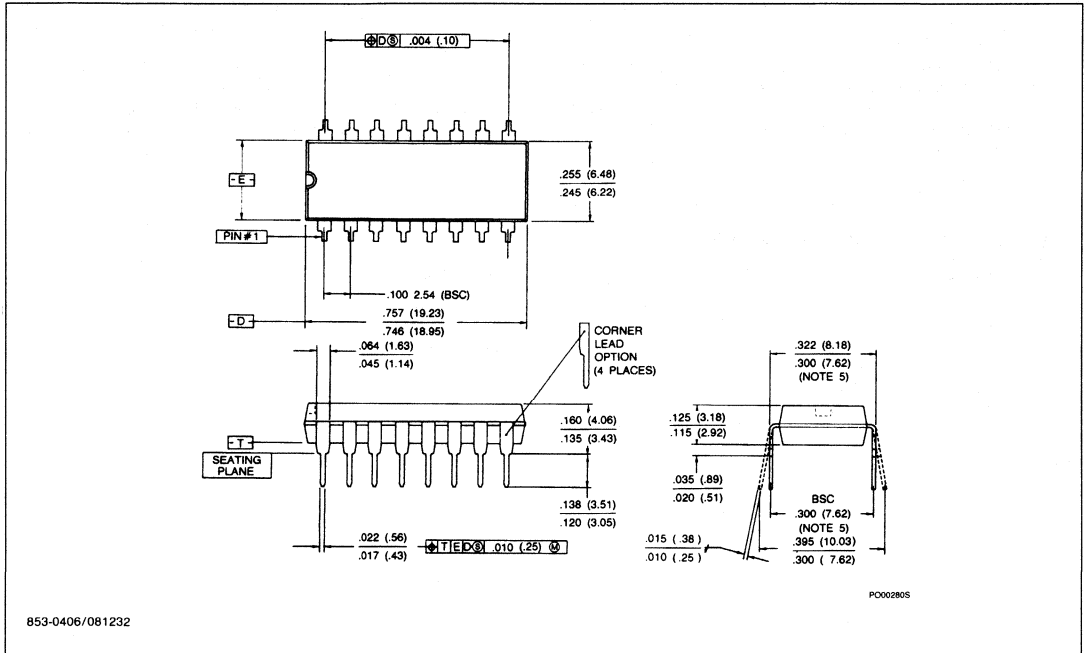 ⌖ D Ⓢ .004 (.10)
-E-
.255 (6.48)
.245 (6.22)
PIN #1
.100 2.54 (BSC)
-D-
.757 (19.23)
.746 (18.95)
.064 (1.63)
.045 (1.14)
CORNER
LEAD
OPTION
(4 PLACES)
.322 (8.18)
.300 (7.62)
(NOTE 5)
-T-
SEATING
PLANE
.160 (4.06)
.135 (3.43)
.125 (3.18)
.115 (2.92)
.035 (.89)
.020 (.51)
.138 (3.51)
.120 (3.05)
BSC
.300 (7.62)
(NOTE 5)
.022 (.56)
.017 (.43)
⌖ T E D Ⓢ .010 (.25) Ⓜ
.015 ( .38)
.010 ( .25 )
.395 (10.03)
.300 ( 7.62)
PO00280S
853-0406/081232